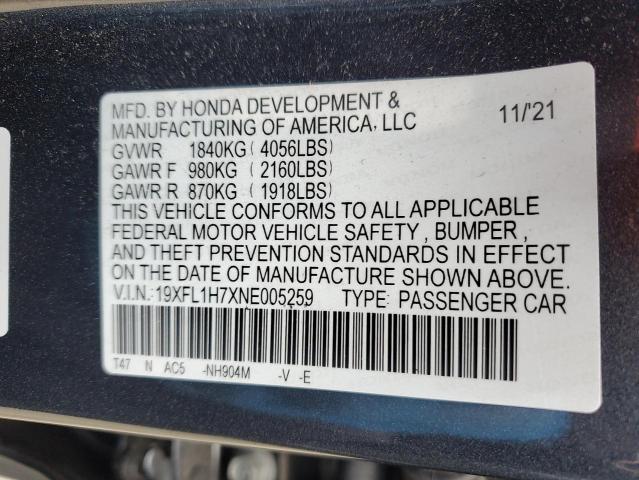 MFD. BY HONDA DEVELOPMENT &
MANUFACTURING OF AMERICA, LLC 11/'21
GVWR 1840KG ( 4056LBS)
GAWR F 980KG ( 2160LBS)
GAWR R 870KG ( 1918LBS)
THIS VEHICLE CONFORMS TO ALL APPLICABLE
FEDERAL MOTOR VEHICLE SAFETY , BUMPER ,
AND THEFT PREVENTION STANDARDS IN EFFECT
ON THE DATE OF MANUFACTURE SHOWN ABOVE.
V.I.N.:19XFL1H7XNE005259 TYPE: PASSENGER CAR
T47 N AC5 -NH904M -V -E